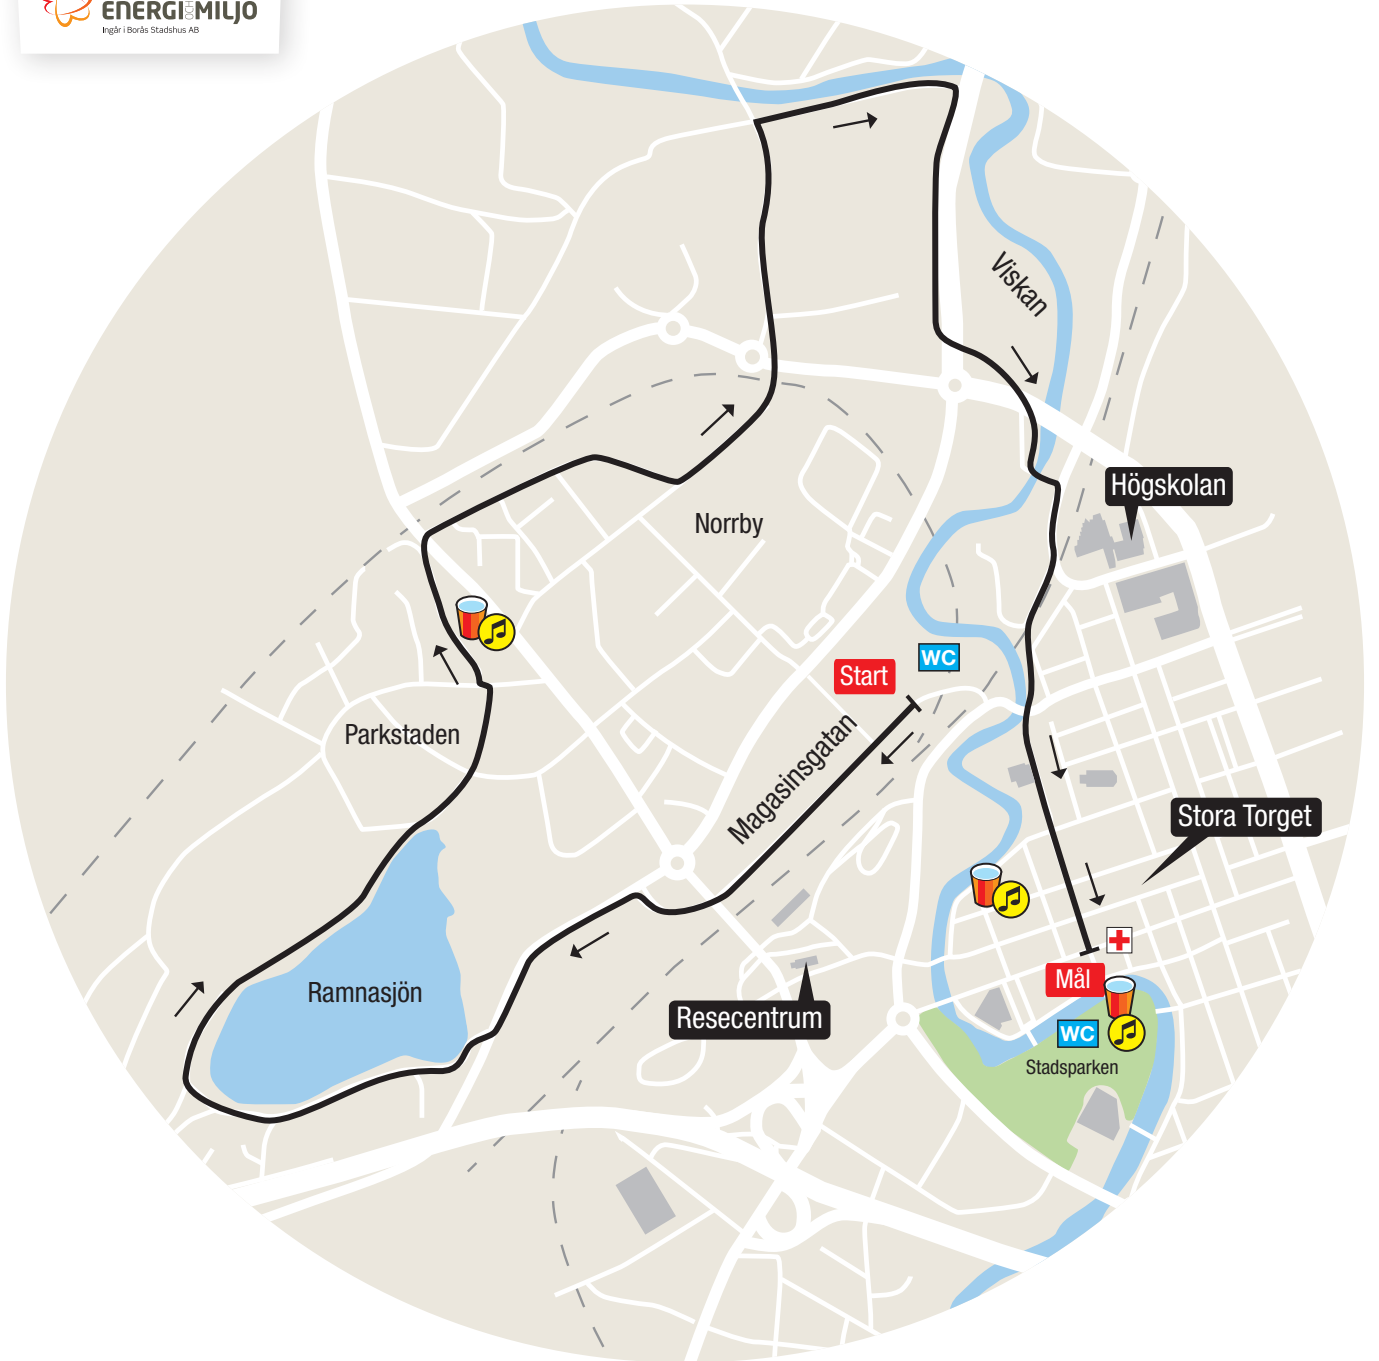 ENERGI OCH MILJÖ
Ingår i Borås Stadshus AB
Viskan
Högskolan
Norrby
WC
Start
Parkstaden
Magasinsgatan
Stora Torget
Ramnasjön
Mål
Resecentrum
WC
Stadsparken